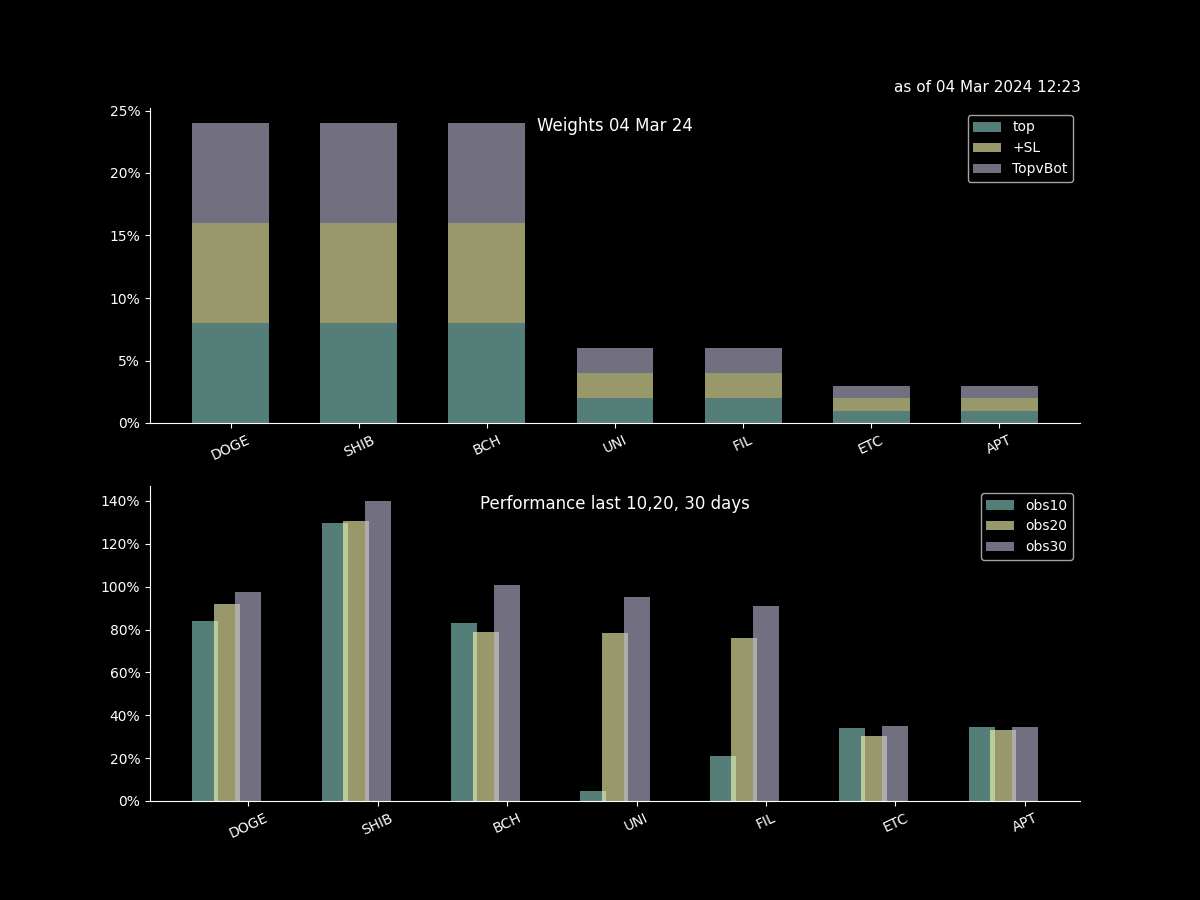 as of 04 Mar 2024 12:23
Weights 04 Mar 24
top
+SL
TopvBot
25%
20%
15%
10%
5%
0%
DOGE SHIB BCH UNI FIL ETC APT
Performance last 10,20, 30 days
obs10
obs20
obs30
140%
120%
100%
80%
60%
40%
20%
0%
DOGE SHIB BCH UNI FIL ETC APT